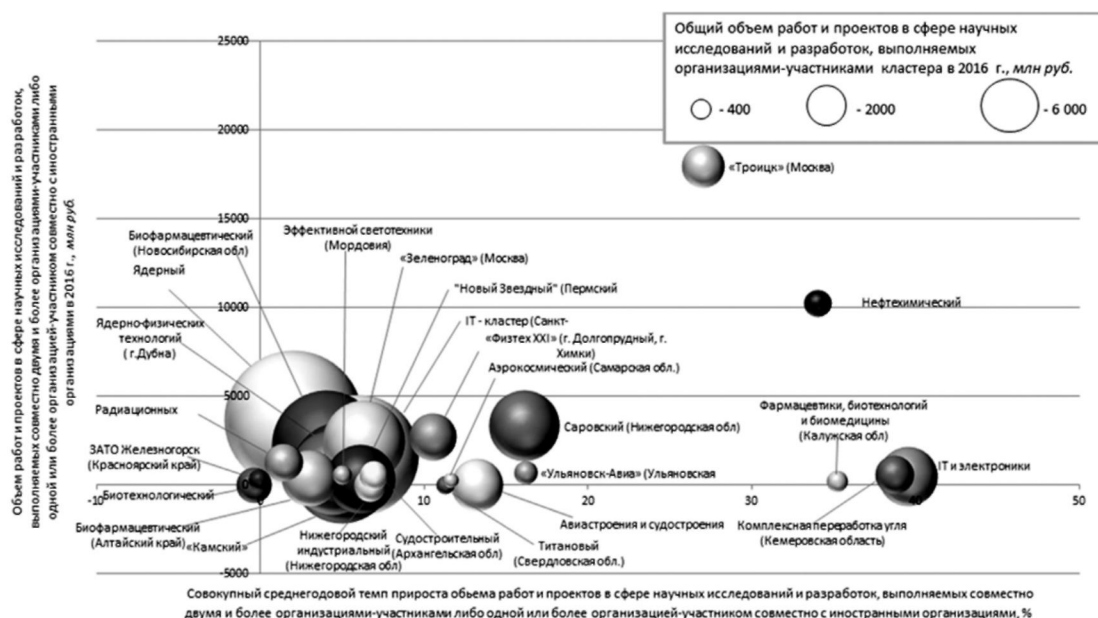 Объем работ и проектов в сфере научных исследований и разработок,
выполняемых совместно двумя и более организациями-участниками либо
одной или более организацией-участником совместно с иностранными
организациями в 2016 г., млн руб.
25000
20000
15000
10000
5000
0
-5000
-10
0
10
20
30
40
50
Общий объем работ и проектов в сфере научных
исследований и разработок, выполняемых
организациями-участниками кластера в 2016 г., млн руб.
- 400
- 2000
- 6 000
«Троицк» (Москва)
Биофармацевтический
(Новосибирская обл)
Эффективной светотехники
(Мордовия)
«Зеленоград» (Москва)
Ядерный
"Новый Звездный" (Пермский
Нефтехимический
Ядерно-физических
технологий
( г.Дубна)
IT - кластер (Санкт-
«Физтех XXI» (г. Долгопрудный, г.
Химки)
Аэрокосмический (Самарская обл.)
Радиационных
Саровский (Нижегородская обл)
Фармацевтики, биотехнологий
и биомедицины
(Калужская обл)
ЗАТО Железногорск
(Красноярский край)
«Ульяновск-Авиа» (Ульяновская
IT и электроники
Биотехнологический
Биофармацевтический
(Алтайский край)
«Камский»
Нижегородский
индустриальный
(Нижегородская обл)
Судостроительный
(Архангельская обл)
Титановый
(Свердловская обл.)
Авиастроения и судостроения
Комплексная переработка угля
(Кемеровская область)
Совокупный среднегодовой темп прироста объема работ и проектов в сфере научных исследований и разработок, выполняемых совместно
двумя и более организациями-участниками либо одной или более организацией-участником совместно с иностранными организациями, %